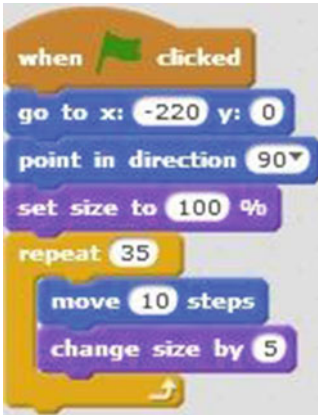 when clicked
go to x: -220 y: 0
point in direction 90
set size to 100 %
repeat 35
move 10 steps
change size by 5